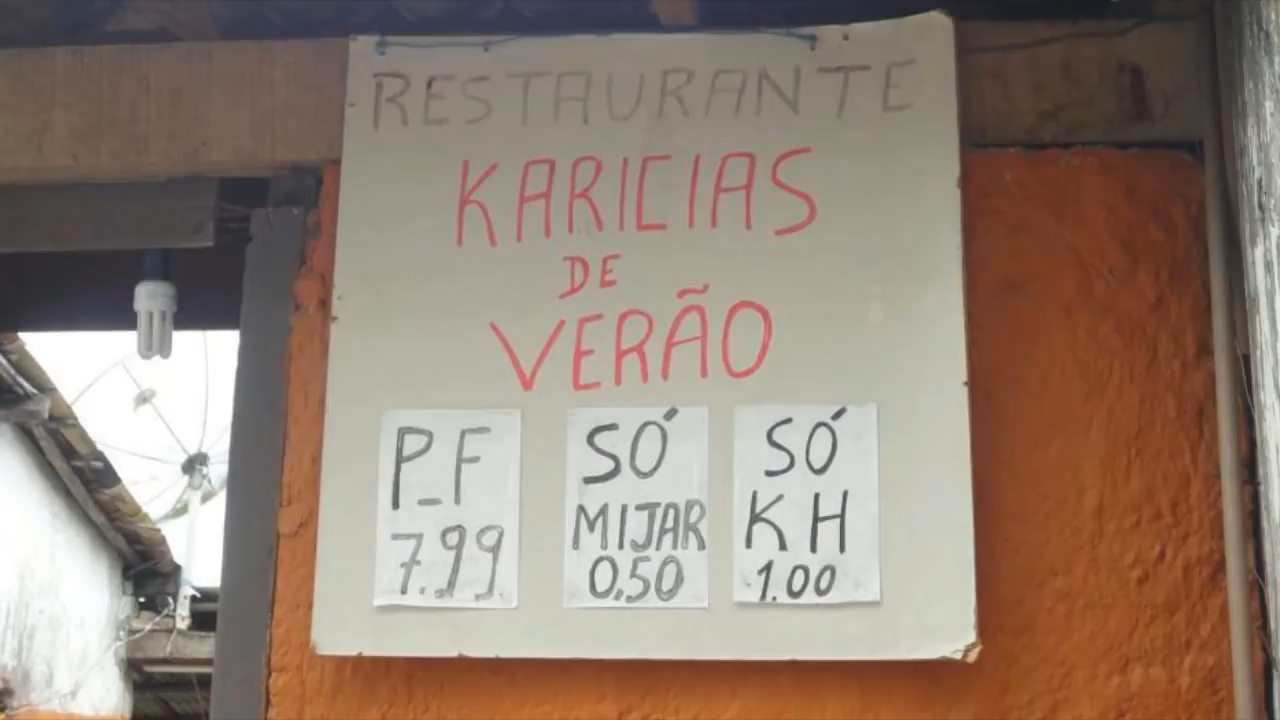 RESTAURANTE
KARICIAS
DE
VERÃO
P_F
7.99
SÓ
MIJAR
0,50
SÓ
KH
1.00